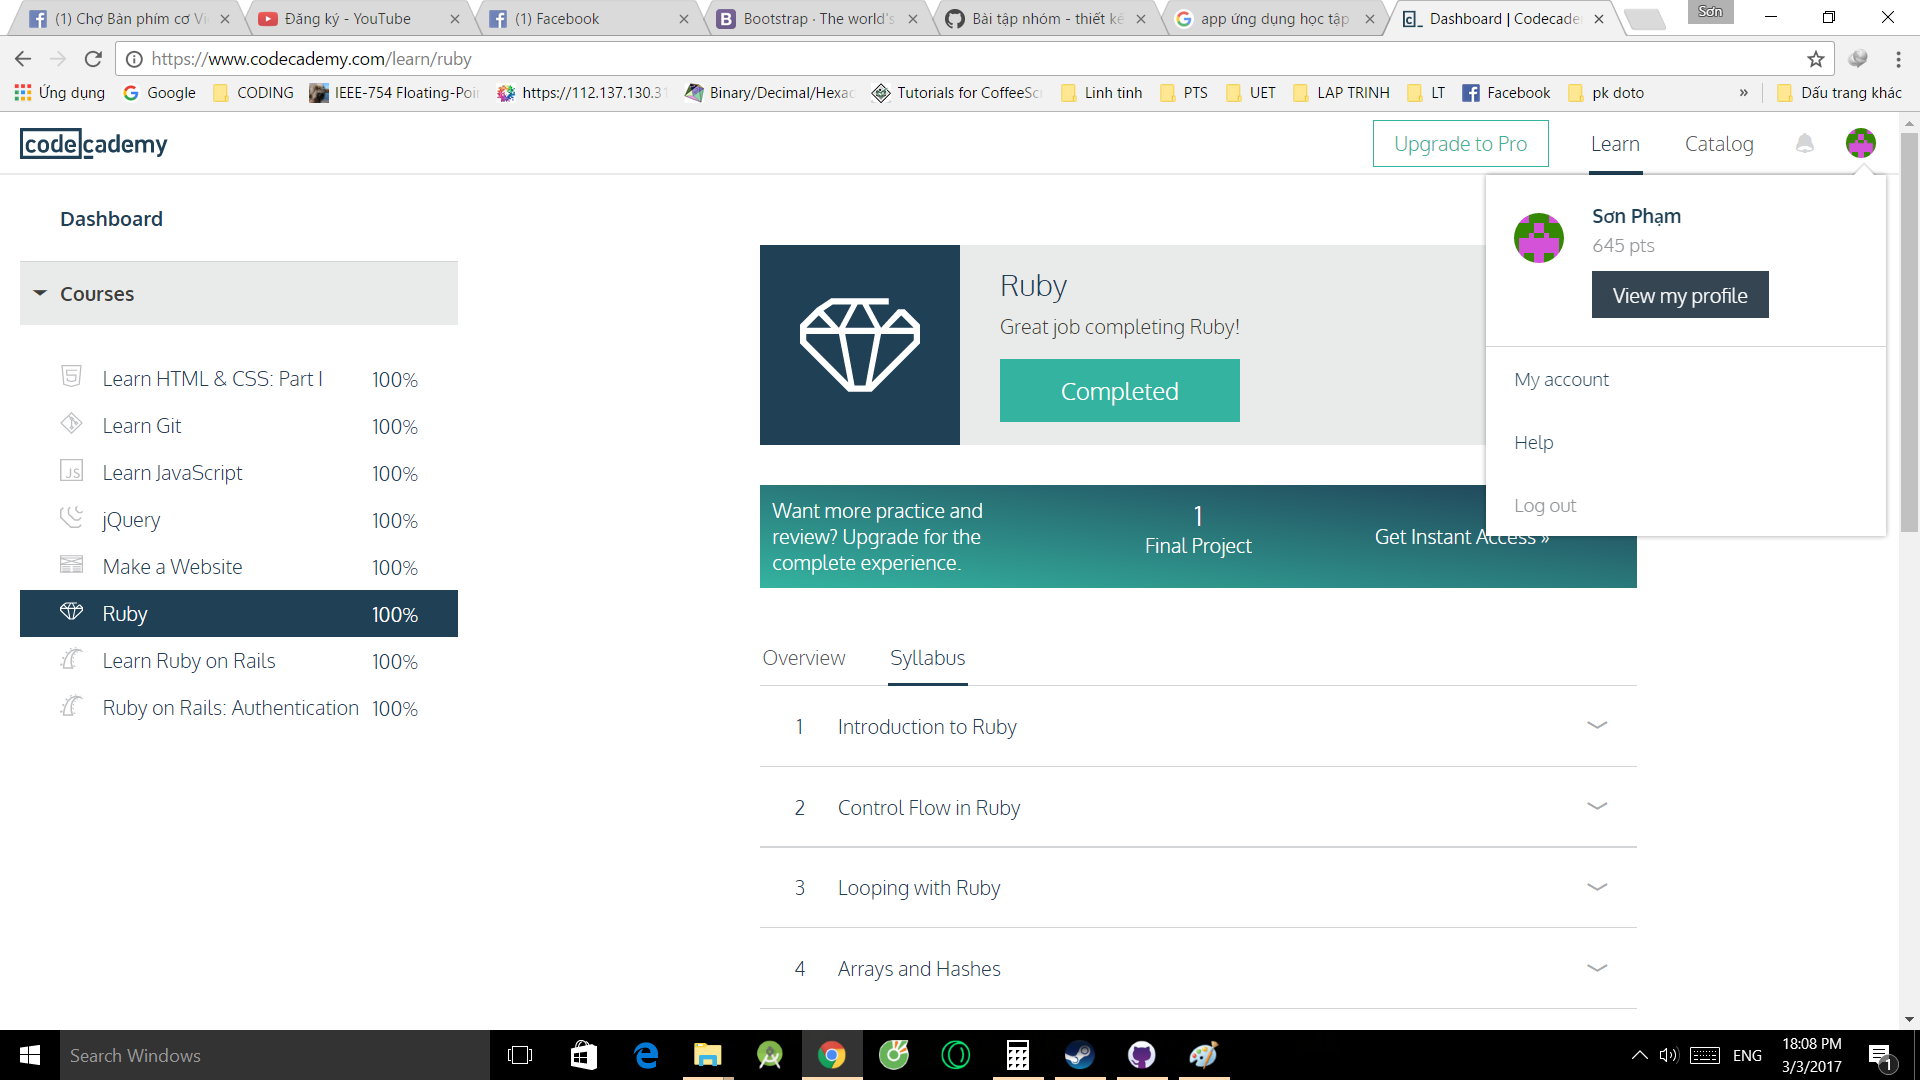 (1) Chợ Bàn phím cơ Vi
Đăng ký - YouTube
(1) Facebook
Bootstrap · The world's
Bài tập nhóm - thiết kế
app ứng dụng học tập
Dashboard | Codecade
Sơn
https://www.codecademy.com/learn/ruby
Ứng dụng
Google
CODING
IEEE-754 Floating-Poi
https://112.137.130.3
Binary/Decimal/Hexa
Tutorials for CoffeeSc
Linh tinh
PTS
UET
LAP TRINH
LT
Facebook
pk doto
»
Dấu trang khác
codecademy
Upgrade to Pro
Learn
Catalog
Sơn Phạm
645 pts
View my profile
My account
Help
Log out
Dashboard
Courses
Learn HTML & CSS: Part I 100%
Learn Git 100%
Learn JavaScript 100%
jQuery 100%
Make a Website 100%
Ruby 100%
Learn Ruby on Rails 100%
Ruby on Rails: Authentication 100%
Ruby
Great job completing Ruby!
Completed
Want more practice and
review? Upgrade for the
complete experience.
1
Final Project
Get Instant Access »
Overview
Syllabus
1 Introduction to Ruby
2 Control Flow in Ruby
3 Looping with Ruby
4 Arrays and Hashes
Search Windows
ENG
18:08 PM
3/3/2017
1